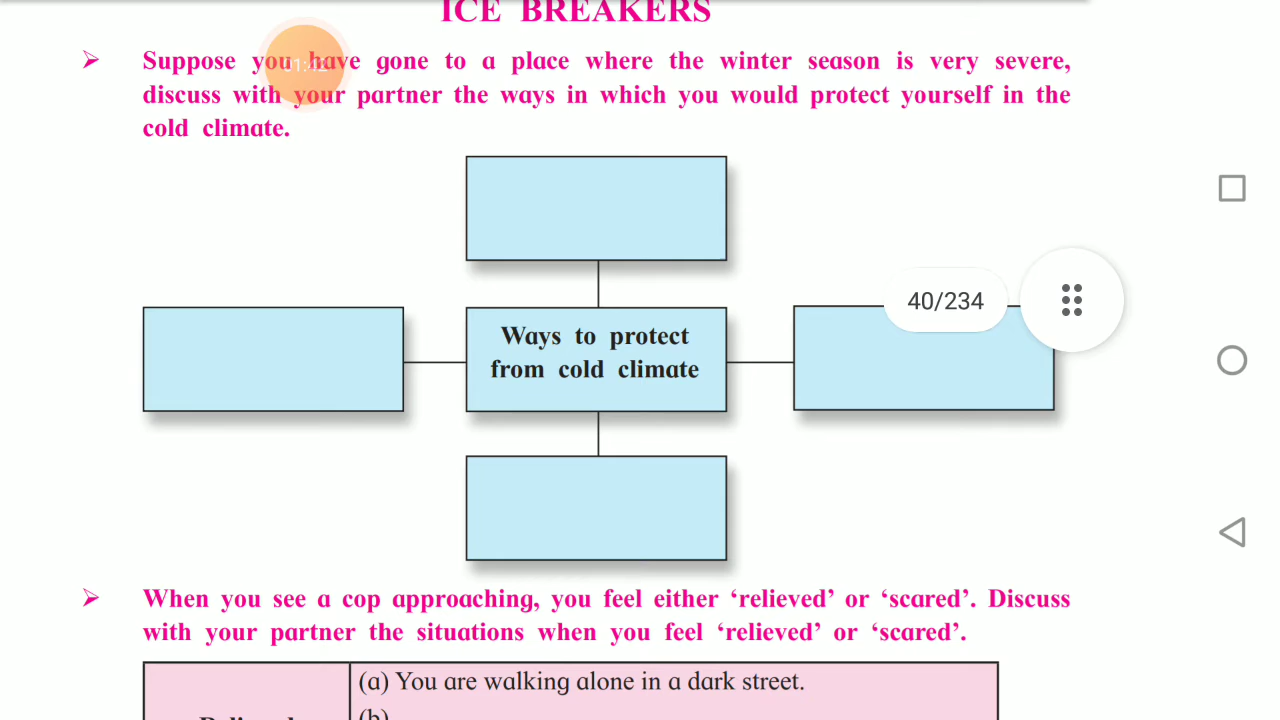 ICE BREAKERS
Suppose you have gone to a place where the winter season is very severe,
discuss with your partner the ways in which you would protect yourself in the
cold climate.
01:42
40/234
Ways to protect
from cold climate
When you see a cop approaching, you feel either ‘relieved’ or ‘scared’. Discuss
with your partner the situations when you feel ‘relieved’ or ‘scared’.
(a) You are walking alone in a dark street.
(b)